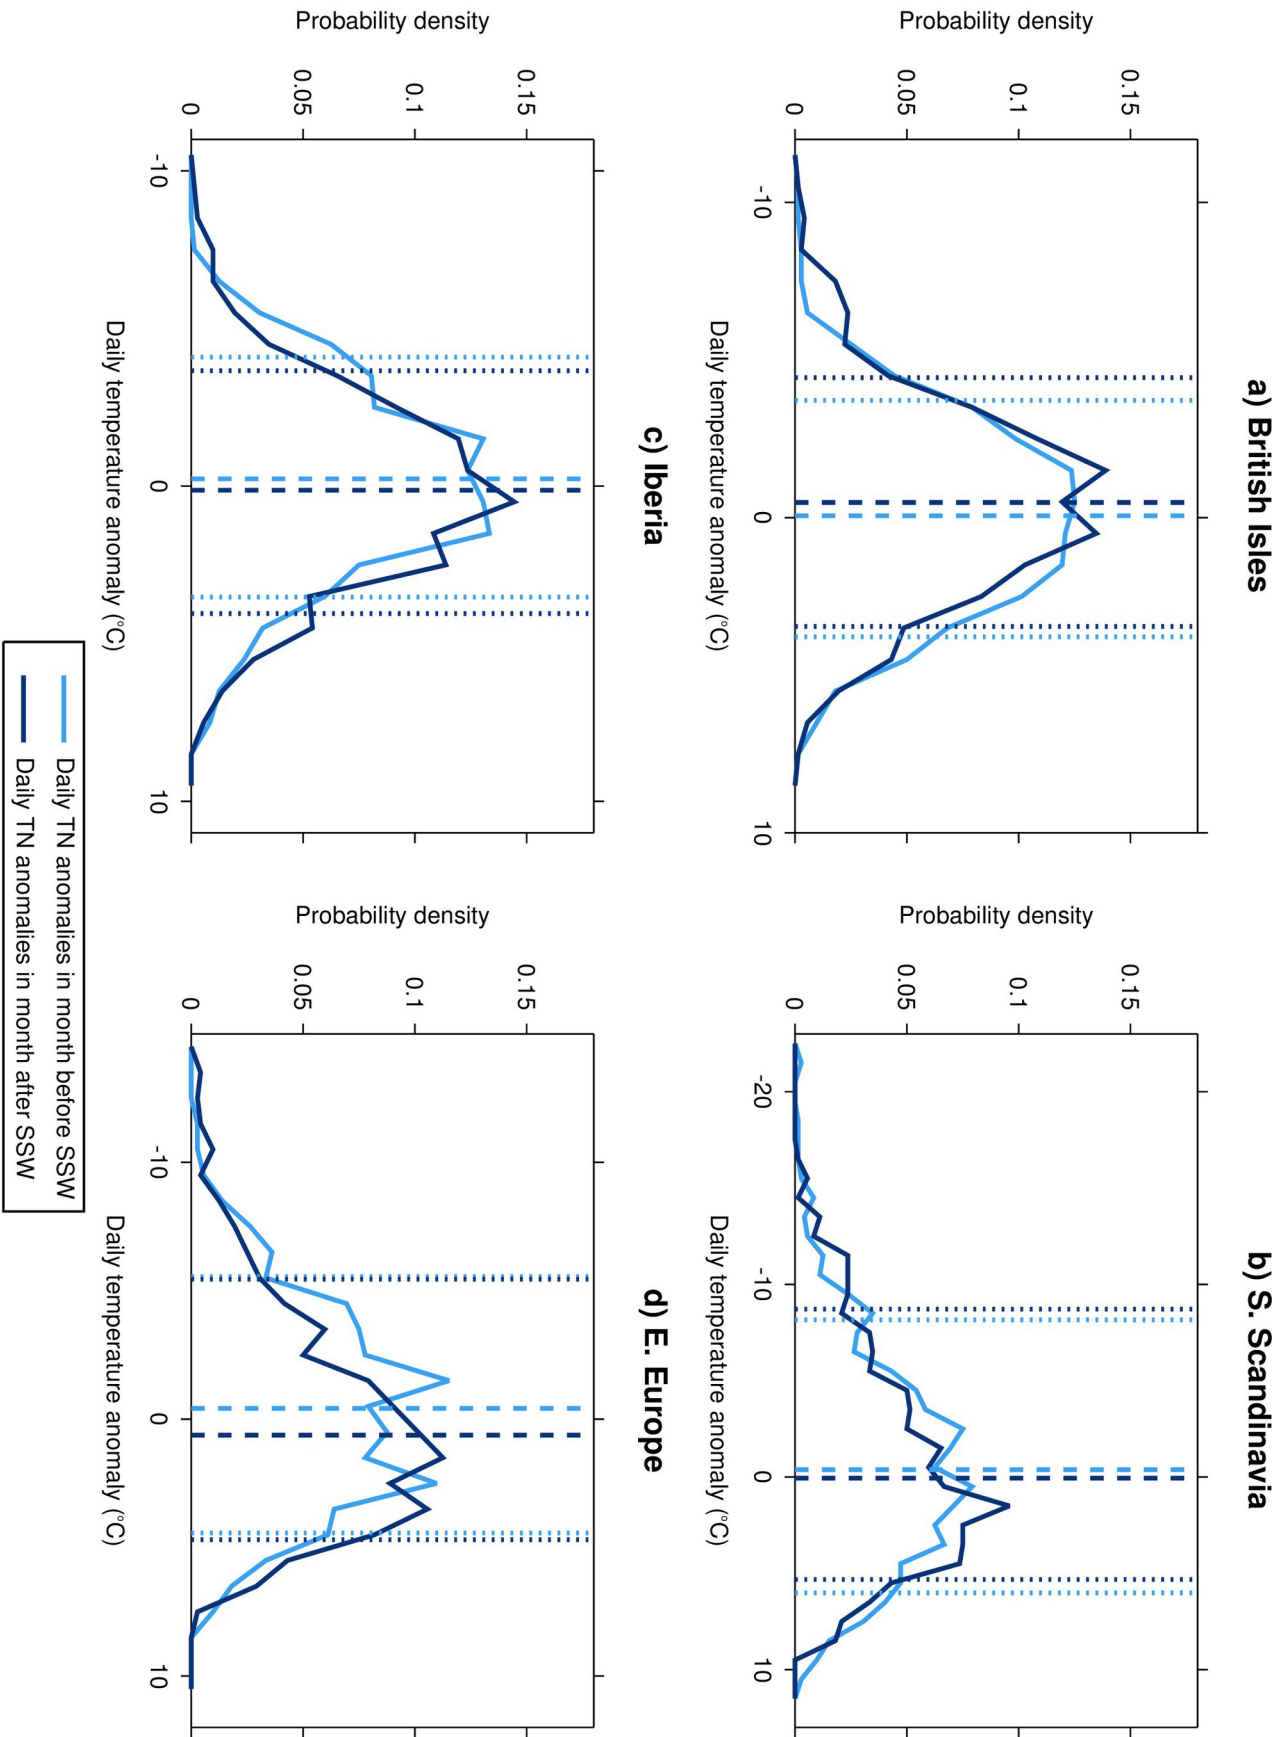 a) British Isles
Probability density
0.15
0.1
0.05
0
-10
0
10
Daily temperature anomaly (°C)
b) S. Scandinavia
Probability density
0.15
0.1
0.05
0
-20
-10
0
10
Daily temperature anomaly (°C)
c) Iberia
Probability density
0.15
0.1
0.05
0
-10
0
10
Daily temperature anomaly (°C)
d) E. Europe
Probability density
0.15
0.1
0.05
0
-10
0
10
Daily temperature anomaly (°C)
Daily TN anomalies in month before SSW
Daily TN anomalies in month after SSW